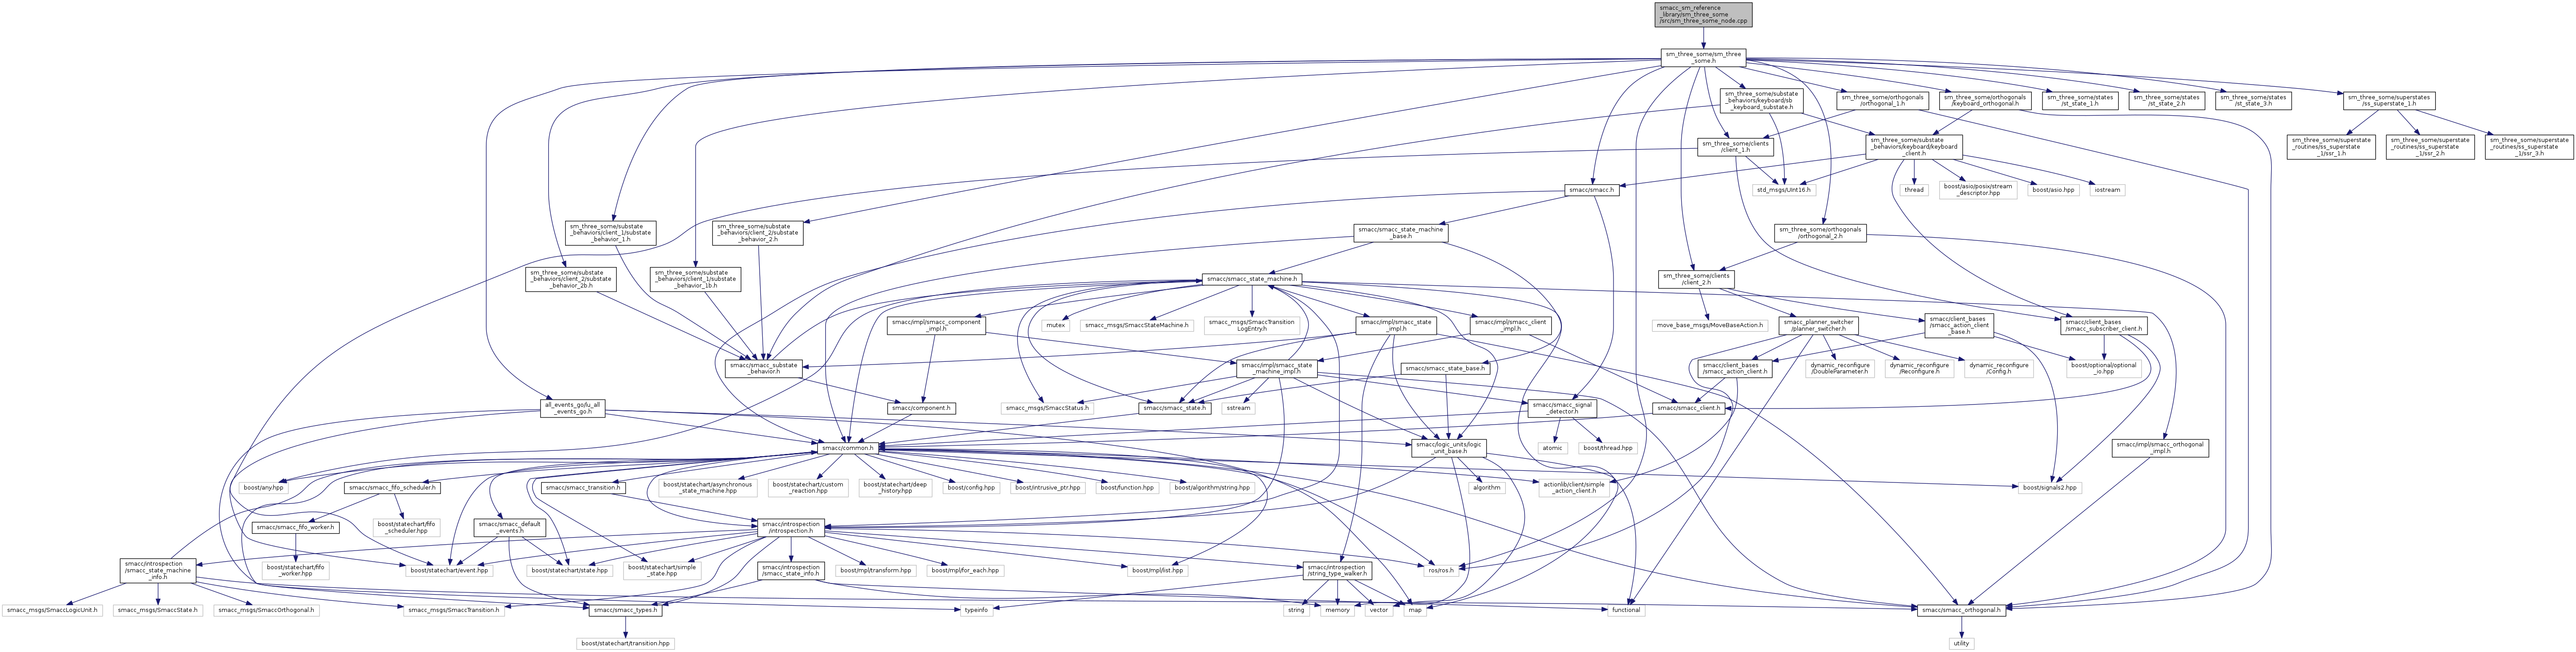 smacc_sm_reference
_library/sm_three_some
/src/sm_three_some_node.cpp
sm_three_some/sm_three
_some.h
sm_three_some/substate
_behaviors/keyboard/sb
_keyboard_substate.h
sm_three_some/orthogonals
/orthogonal_1.h
sm_three_some/orthogonals
/keyboard_orthogonal.h
sm_three_some/states
/st_state_1.h
sm_three_some/states
/st_state_2.h
sm_three_some/states
/st_state_3.h
sm_three_some/superstates
/ss_superstate_1.h
sm_three_some/clients
/client_1.h
sm_three_some/substate
_behaviors/keyboard/keyboard
_client.h
sm_three_some/superstate
_routines/ss_superstate
_1/ssr_1.h
sm_three_some/superstate
_routines/ss_superstate
_1/ssr_2.h
sm_three_some/superstate
_routines/ss_superstate
_1/ssr_3.h
smacc/smacc.h
std_msgs/UInt16.h
thread
boost/asio/posix/stream
_descriptor.hpp
boost/asio.hpp
iostream
sm_three_some/substate
_behaviors/client_1/substate
_behavior_1.h
sm_three_some/substate
_behaviors/client_2/substate
_behavior_2.h
smacc/smacc_state_machine
_base.h
sm_three_some/orthogonals
/orthogonal_2.h
sm_three_some/substate
_behaviors/client_2/substate
_behavior_2b.h
sm_three_some/substate
_behaviors/client_1/substate
_behavior_1b.h
smacc/smacc_state_machine.h
sm_three_some/clients
/client_2.h
smacc/impl/smacc_component
_impl.h
mutex
smacc_msgs/SmaccStateMachine.h
smacc_msgs/SmaccTransition
LogEntry.h
smacc/impl/smacc_state
_impl.h
smacc/impl/smacc_client
_impl.h
move_base_msgs/MoveBaseAction.h
smacc_planner_switcher
/planner_switcher.h
smacc/client_bases
/smacc_action_client
_base.h
smacc/client_bases
/smacc_subscriber_client.h
smacc/smacc_substate
_behavior.h
smacc/impl/smacc_state
_machine_impl.h
smacc/smacc_state_base.h
smacc/client_bases
/smacc_action_client.h
dynamic_reconfigure
/DoubleParameter.h
dynamic_reconfigure
/Reconfigure.h
dynamic_reconfigure
/Config.h
boost/optional/optional
_io.hpp
all_events_go/lu_all
_events_go.h
smacc/component.h
smacc_msgs/SmaccStatus.h
smacc/smacc_state.h
sstream
smacc/smacc_signal
_detector.h
smacc/smacc_client.h
smacc/common.h
smacc/logic_units/logic
_unit_base.h
atomic
boost/thread.hpp
smacc/impl/smacc_orthogonal
_impl.h
boost/any.hpp
smacc/smacc_fifo_scheduler.h
smacc/smacc_transition.h
boost/statechart/asynchronous
_state_machine.hpp
boost/statechart/custom
_reaction.hpp
boost/statechart/deep
_history.hpp
boost/config.hpp
boost/intrusive_ptr.hpp
boost/function.hpp
boost/algorithm/string.hpp
algorithm
actionlib/client/simple
_action_client.h
boost/signals2.hpp
smacc/smacc_fifo_worker.h
boost/statechart/fifo
_scheduler.hpp
smacc/smacc_default
_events.h
smacc/introspection
/introspection.h
smacc/introspection
/smacc_state_machine
_info.h
boost/statechart/fifo
_worker.hpp
boost/statechart/event.hpp
boost/statechart/state.hpp
boost/statechart/simple
_state.hpp
smacc/introspection
/smacc_state_info.h
boost/mpl/transform.hpp
boost/mpl/for_each.hpp
boost/mpl/list.hpp
smacc/introspection
/string_type_walker.h
ros/ros.h
smacc_msgs/SmaccLogicUnit.h
smacc_msgs/SmaccState.h
smacc_msgs/SmaccOrthogonal.h
smacc_msgs/SmaccTransition.h
smacc/smacc_types.h
typeinfo
string
memory
vector
map
functional
smacc/smacc_orthogonal.h
boost/statechart/transition.hpp
utility